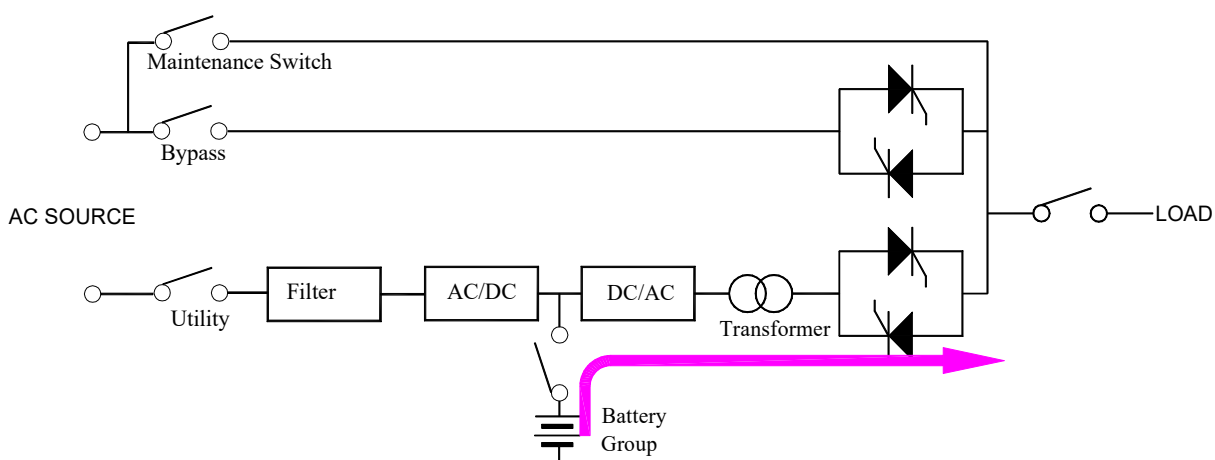 Maintenance Switch
Bypass
AC SOURCE
LOAD
Filter
AC/DC
DC/AC
Utility
Transformer
Battery
Group